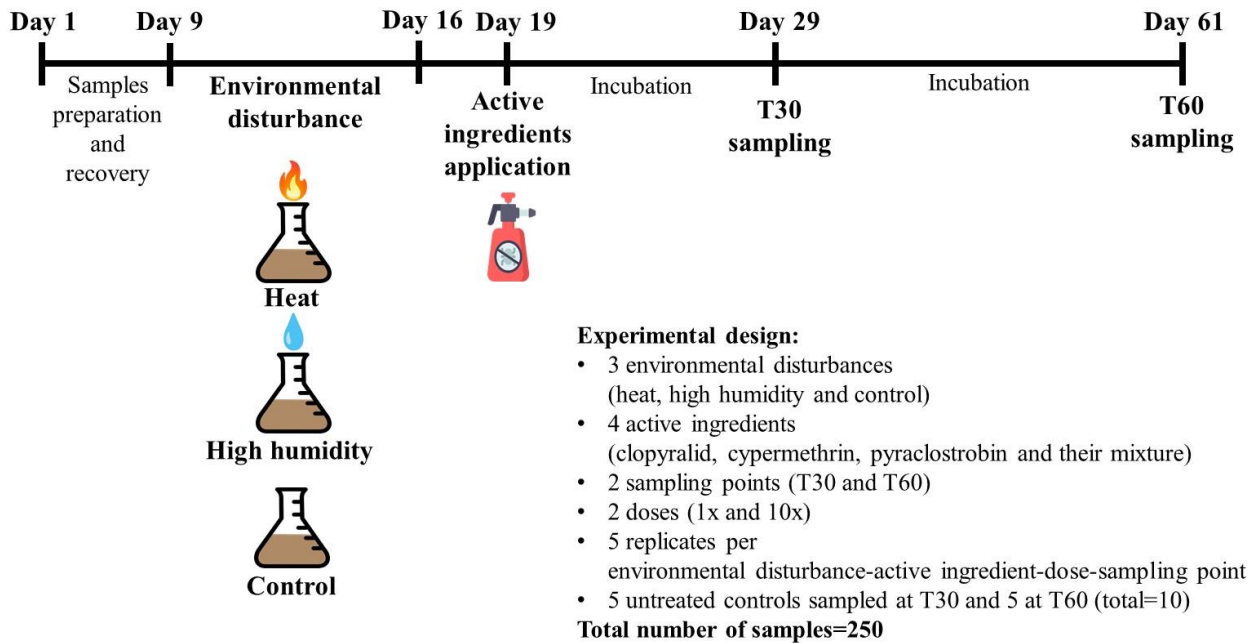 Day 1
Day 9
Day 16
Day 19
Day 29
Day 61
Samples
preparation
and
recovery
Environmental
disturbance
Active
ingredients
application
Incubation
T30
sampling
Incubation
T60
sampling
Heat
High humidity
Control
Experimental design:
• 3 environmental disturbances
(heat, high humidity and control)
• 4 active ingredients
(clopyralid, cypermethrin, pyraclostrobin and their mixture)
• 2 sampling points (T30 and T60)
• 2 doses (1x and 10x)
• 5 replicates per
environmental disturbance-active ingredient-dose-sampling point
• 5 untreated controls sampled at T30 and 5 at T60 (total=10)
Total number of samples=250